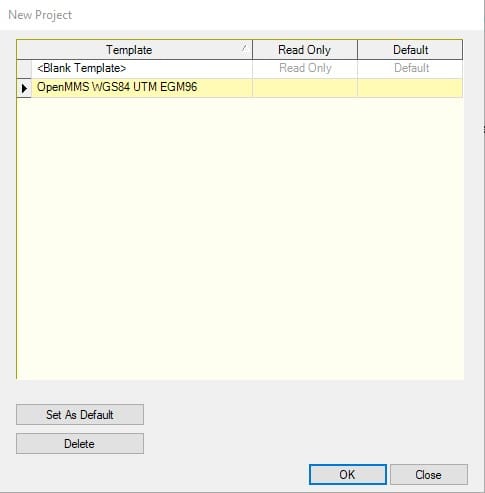 New Project
Template Read Only Default
<Blank Template> Read Only Default
OpenMMS WGS84 UTM EGM96
Set As Default
Delete
OK Close